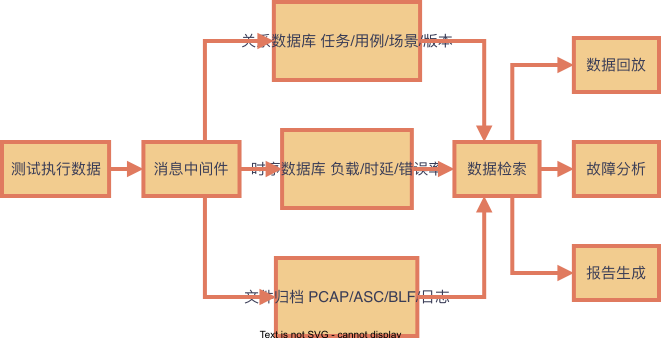 关系数据库 任务/用例/场景/版本
数据回放
测试执行数据
消息中间件
时序数据库 负载/时延/错误率
数据检索
故障分析
报告生成
文件归档 PCAP/ASC/BLF/日志
Text is not SVG - cannot display